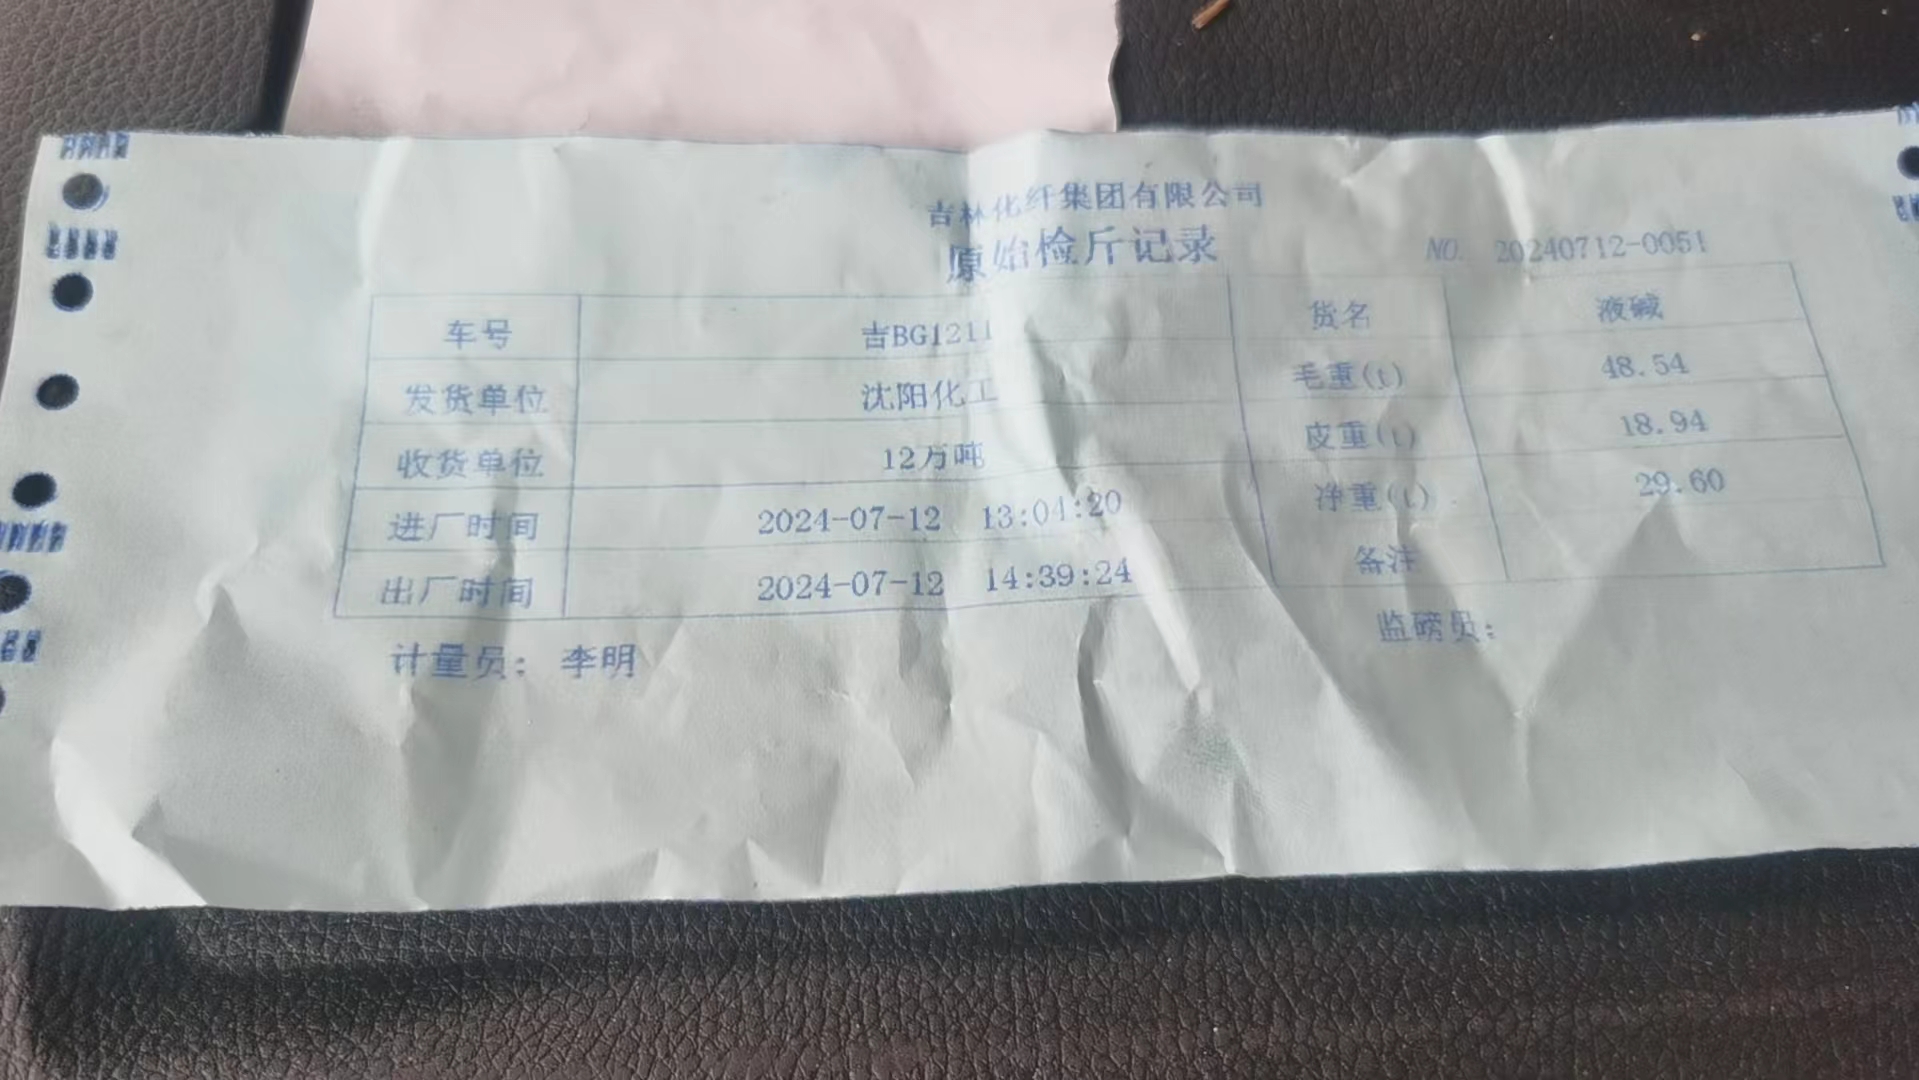 吉林化纤集团有限公司
原始检斤记录
NO. 20240712-0051
车号 吉BG1211 货名 液碱
发货单位 沈阳化工 毛重(t) 48.54
收货单位 12万吨 皮重(t) 18.94
进厂时间 2024-07-12 13:04:20 净重(t) 29.60
出厂时间 2024-07-12 14:39:24 备注
计量员: 李明 监磅员: